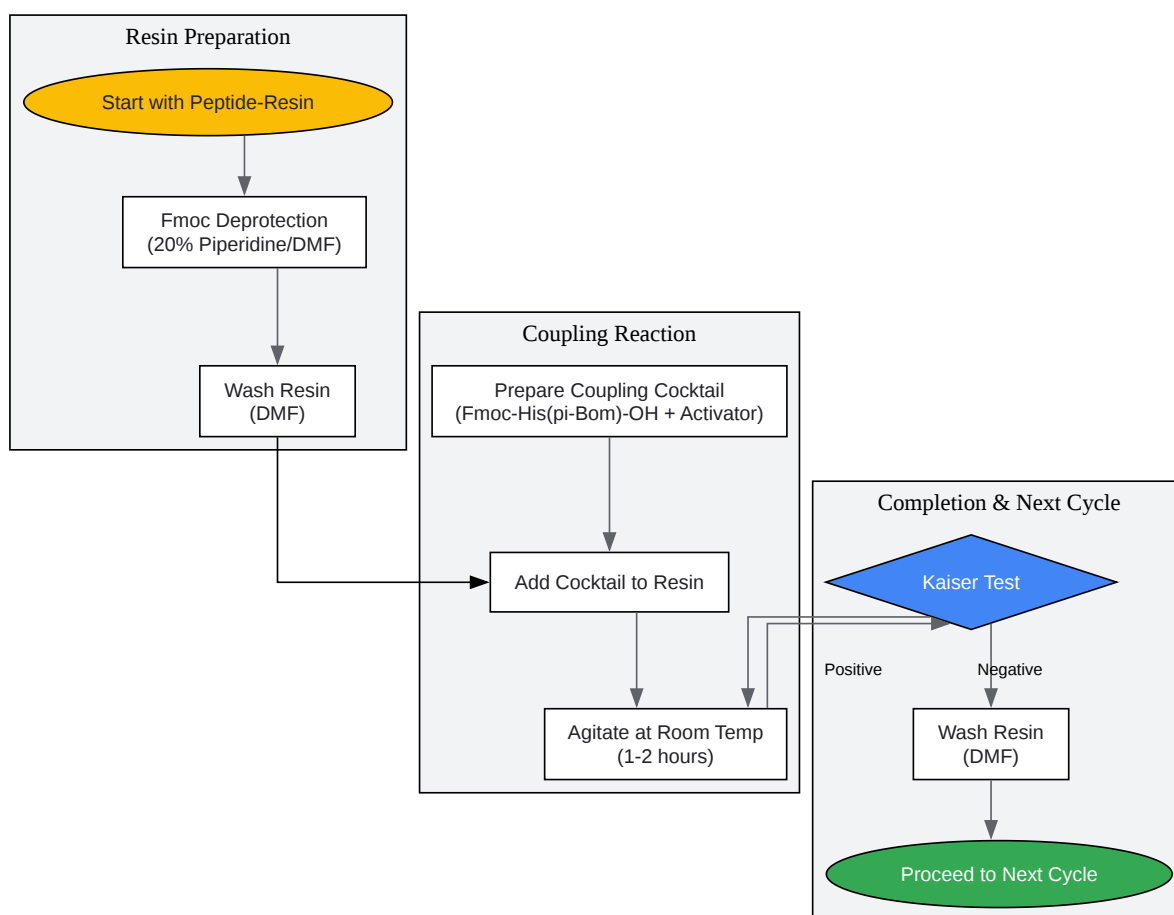 Resin Preparation
Start with Peptide-Resin
Fmoc Deprotection
(20% Piperidine/DMF)
Wash Resin
(DMF)
Coupling Reaction
Prepare Coupling Cocktail
(Fmoc-His(pi-Bom)-OH + Activator)
Add Cocktail to Resin
Agitate at Room Temp
(1-2 hours)
Completion & Next Cycle
Kaiser Test
Positive
Negative
Wash Resin
(DMF)
Proceed to Next Cycle